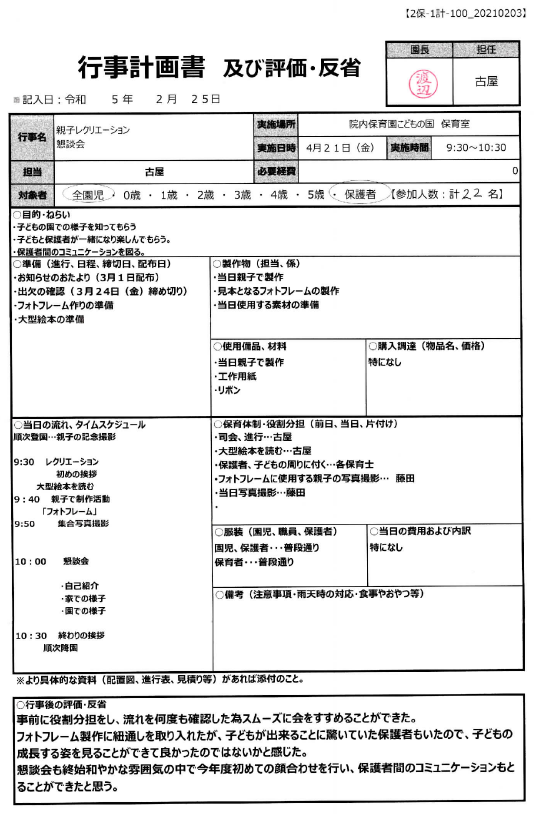 【2保-1計-100_20210203】
行事計画書 及び評価・反省
園長 担任
渡辺 古屋
※記入日：令和 5年 2月 25日
行事名 親子レクリエーション
懇談会
実施場所 院内保育園こどもの国 保育室
実施日時 4月21日（金） 実施時間 9:30～10:30
担当 古屋 必要経費 0
対象者 全園児・0歳・1歳・2歳・3歳・4歳・5歳・保護者 【参加人数：計22名】
○目的・ねらい
・子どもの園での様子を知ってもらう
・子どもと保護者が一緒になり楽しんでもらう。
・保護者間のコミュニケーションを図る。
○準備（進行、日程、締切日、配布日）
・お知らせのおたより（3月1日配布）
・出欠の確認（3月24日（金）締め切り）
・フォトフレーム作りの準備
・大型絵本の準備
○製作物（担当、係）
・当日親子で製作
・見本となるフォトフレームの製作
・当日使用する素材の準備
○使用備品、材料
・当日親子で製作
・工作用紙
・リボン
○購入調達（物品名、価格）
特になし
○当日の流れ、タイムスケジュール
順次登園…親子の記念撮影
9:30 レクリエーション
初めの挨拶
大型絵本を読む
9:40 親子で制作活動
「フォトフレーム」
9:50 集合写真撮影
10:00 懇談会
・自己紹介
・家での様子
・園での様子
10:30 終わりの挨拶
順次降園
○保育体制・役割分担（前日、当日、片付け）
・司会、進行…古屋
・大型絵本を読む…古屋
・保護者、子どもの周りに付く…各保育士
・フォトフレームに使用する親子の写真撮影… 藤田
・当日写真撮影…藤田
・
○服装（園児、職員、保護者）
園児、保護者・・・普段通り
保育者・・・普段通り
○当日の費用および内訳
特になし
○備考（注意事項・雨天時の対応・食事やおやつ等）
※より具体的な資料（配置図、進行表、見積り等）があれば添付のこと。
○行事後の評価・反省
事前に役割分担をし、流れを何度も確認した為スムーズに会をすすめることができた。
フォトフレーム製作に紐通しを取り入れたが、子どもが出来ることに驚いていた保護者もいたので、子どもの
成長する姿を見ることができて良かったのではないかと感じた。
懇談会も終始和やかな雰囲気の中で今年度初めての顔合わせを行い、保護者間のコミュニケーションもと
ることができたと思う。